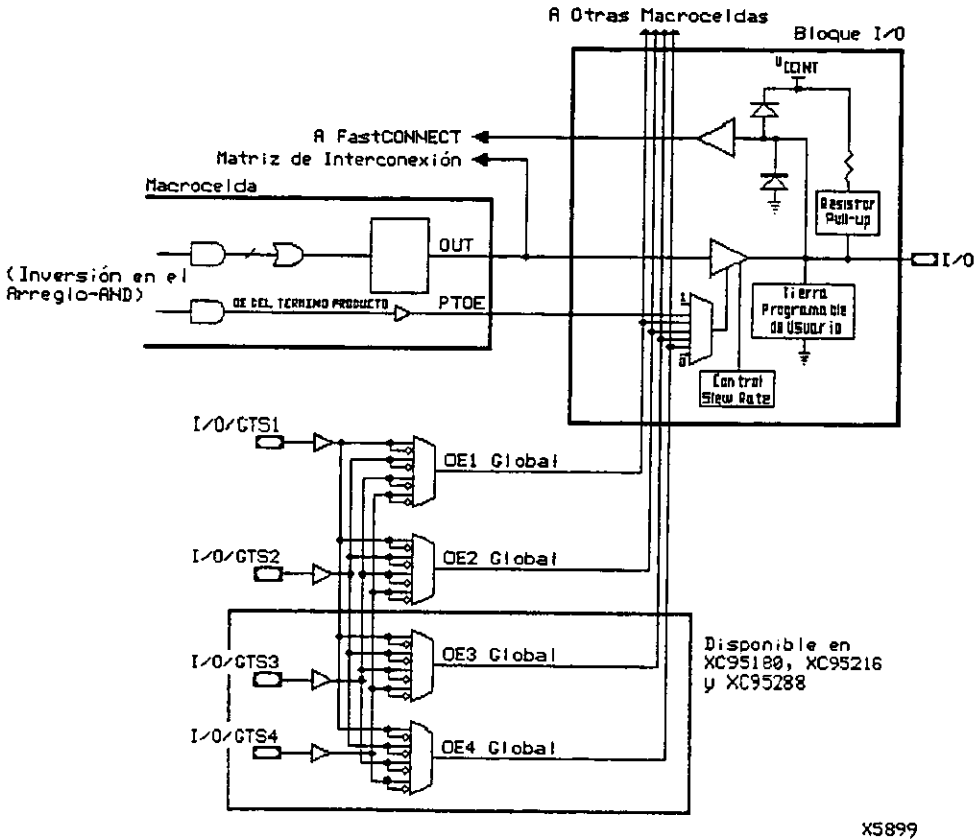 A Otras Macroceldas
Bloque I/O
VCCINT
A FastCONNECT
Matriz de Interconexión
Macrocelda
Resistor
Pull-up
OUT
I/O
(Inversión en el
Arreglo-AND)
OE DEL TERMINO PRODUCTO
PTOE
1
0
Tierra
Programable
de Usuario
Control
Slew Rate
I/O/GTS1
OE1 Global
I/O/GTS2
OE2 Global
I/O/GTS3
OE3 Global
Disponible en
XC95180, XC95216
y XC95288
I/O/GTS4
OE4 Global
X5899